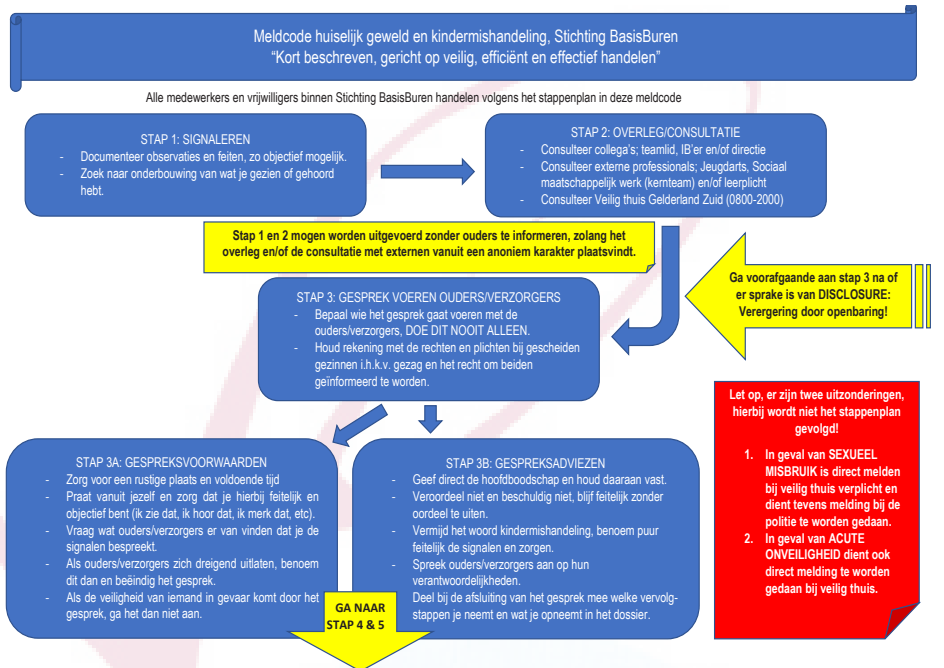 Meldcode huiselijk geweld en kindermishandeling, Stichting BasisBuren
“Kort beschreven, gericht op veilig, efficiënt en effectief handelen”
Alle medewerkers en vrijwilligers binnen Stichting BasisBuren handelen volgens het stappenplan in deze meldcode
STAP 1: SIGNALEREN
- Documenteer observaties en feiten, zo objectief mogelijk.
- Zoek naar onderbouwing van wat je gezien of gehoord
hebt.
STAP 2: OVERLEG/CONSULTATIE
- Consulteer collega's; teamlid, IB'er en/of directie
- Consulteer externe professionals; Jeugdarts, Sociaal
maatschappelijk werk (kernteam) en/of leerplicht
- Consulteer Veilig thuis Gelderland Zuid (0800-2000)
Stap 1 en 2 mogen worden uitgevoerd zonder ouders te informeren, zolang het
overleg en/of de consultatie met externen vanuit een anoniem karakter plaatsvindt.
Ga voorafgaande aan stap 3 na of
er sprake is van DISCLOSURE:
Verergering door openbaring!
STAP 3: GESPREK VOEREN OUDERS/VERZORGERS
- Bepaal wie het gesprek gaat voeren met de
ouders/verzorgers, DOE DIT NOOIT ALLEEN.
- Houd rekening met de rechten en plichten bij gescheiden
gezinnen i.h.k.v. gezag en het recht om beiden
geïnformeerd te worden.
Let op, er zijn twee uitzonderingen,
hierbij wordt niet het stappenplan
gevolgd!
1. In geval van SEXUEEL
MISBRUIK is direct melden
bij veilig thuis verplicht en
dient tevens melding bij de
politie te worden gedaan.
2. In geval van ACUTE
ONVEILIGHEID dient ook
direct melding te worden
gedaan bij veilig thuis.
STAP 3A: GESPREKSVOORWAARDEN
- Zorg voor een rustige plaats en voldoende tijd
- Praat vanuit jezelf en zorg dat je hierbij feitelijk en
objectief bent (ik zie dat, ik hoor dat, ik merk dat, etc).
- Vraag wat ouders/verzorgers er van vinden dat je de
signalen bespreekt.
- Als ouders/verzorgers zich dreigend uitlaten, benoem
dit dan en beëindig het gesprek.
- Als de veiligheid van iemand in gevaar komt door het
gesprek, ga het dan niet aan.
STAP 3B: GESPREKSADVIEZEN
- Geef direct de hoofdboodschap en houd daaraan vast.
- Veroordeel niet en beschuldig niet, blijf feitelijk zonder
oordeel te uiten.
- Vermijd het woord kindermishandeling, benoem puur
feitelijk de signalen en zorgen.
- Spreek ouders/verzorgers aan op hun
verantwoordelijkheden.
- Deel bij de afsluiting van het gesprek mee welke vervolg-
stappen je neemt en wat je opneemt in het dossier.
GA NAAR
STAP 4 & 5